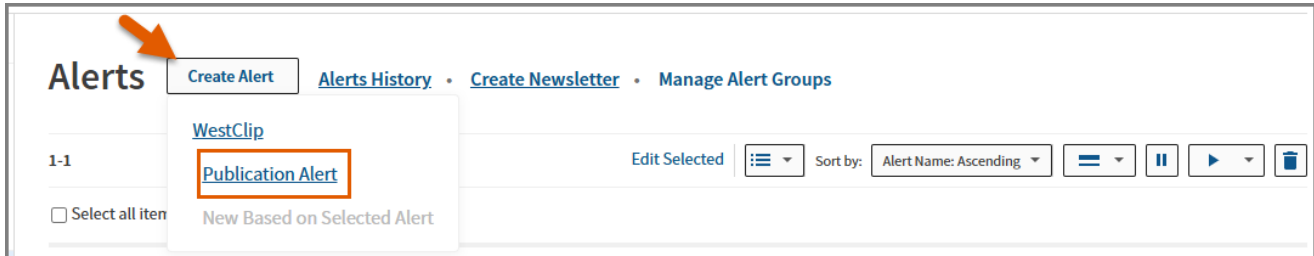 Alerts Create Alert Alerts History • Create Newsletter • Manage Alert Groups
WestClip
1-1 Edit Selected Sort by: Alert Name: Ascending
Publication Alert
Select all item
New Based on Selected Alert